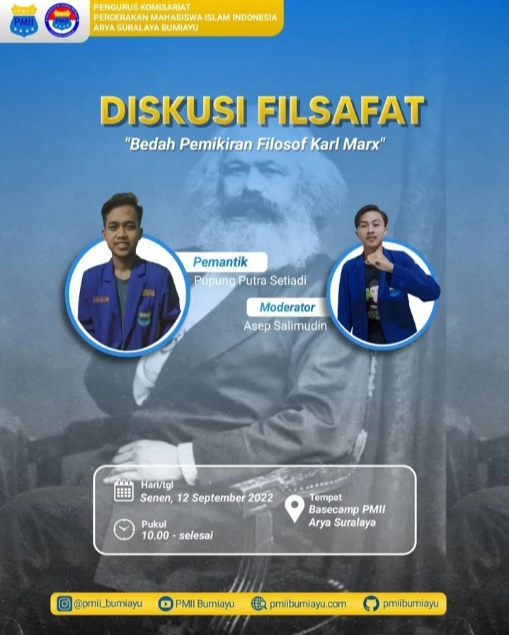 PMII
PENGURUS KOMISARIAT
PERGERAKAN MAHASISWA ISLAM INDONESIA
ARYA SURALAYA BUMIAYU
DISKUSI FILSAFAT
"Bedah Pemikiran Filosof Karl Marx"
Pemantik
Pupung Putra Setiadi
Moderator
Asep Salimudin
Hari/tgl
Senen, 12 September 2022
Pukul
10.00 - selesai
Tempat
Basecamp PMII
Arya Suralaya
@pmii_bumiayu
PMII Bumiayu
pmiibumiayu.com
pmiibumiayu